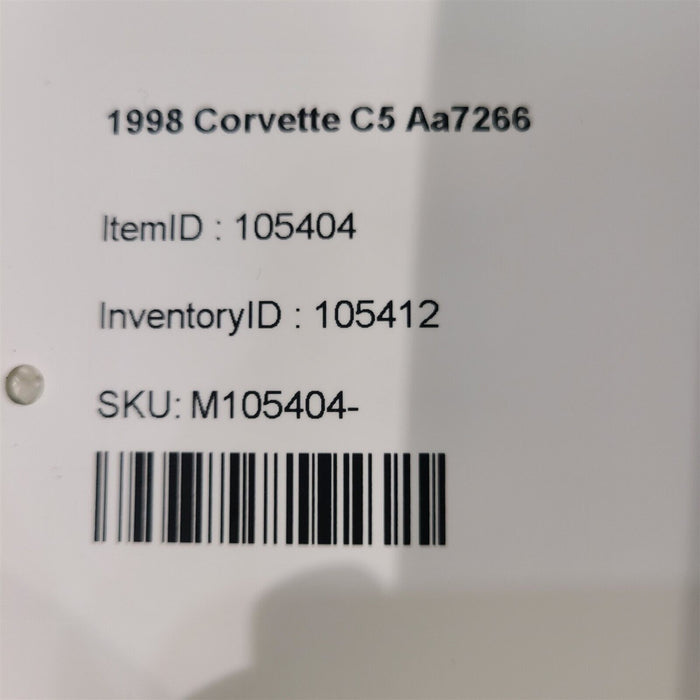 1998 Corvette C5 Aa7266
ItemID : 105404
InventoryID : 105412
SKU: M105404-